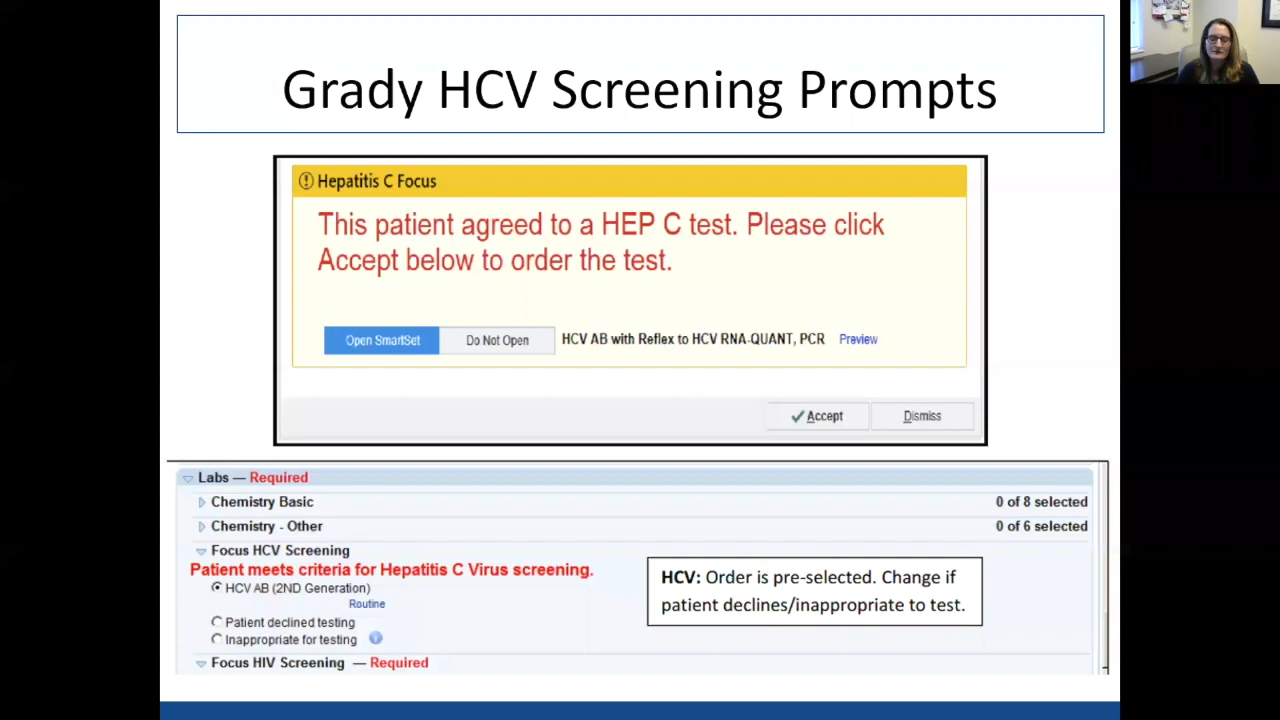 Grady HCV Screening Prompts
Hepatitis C Focus
This patient agreed to a HEP C test. Please click
Accept below to order the test.
Open SmartSet Do Not Open HCV AB with Reflex to HCV RNA-QUANT, PCR Preview
Accept Dismiss
Labs — Required
Chemistry Basic 0 of 8 selected
Chemistry - Other 0 of 6 selected
Focus HCV Screening
Patient meets criteria for Hepatitis C Virus screening.
HCV AB (2ND Generation)
Routine
Patient declined testing
Inappropriate for testing
HCV: Order is pre-selected. Change if
patient declines/inappropriate to test.
Focus HIV Screening — Required